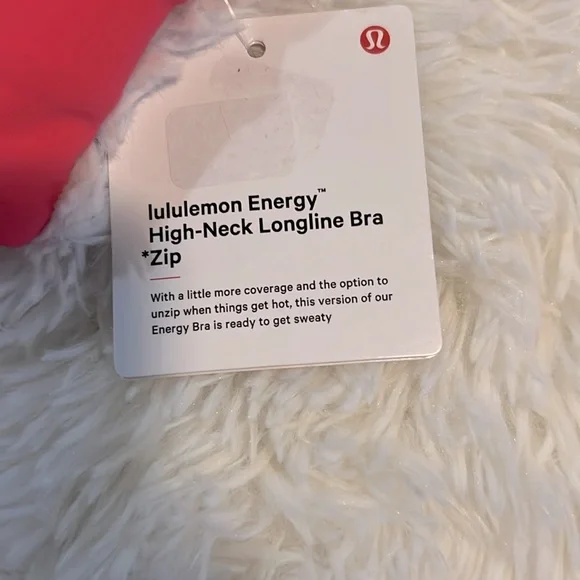 lululemon Energy™
High-Neck Longline Bra
*Zip
With a little more coverage and the option to
unzip when things get hot, this version of our
Energy Bra is ready to get sweaty